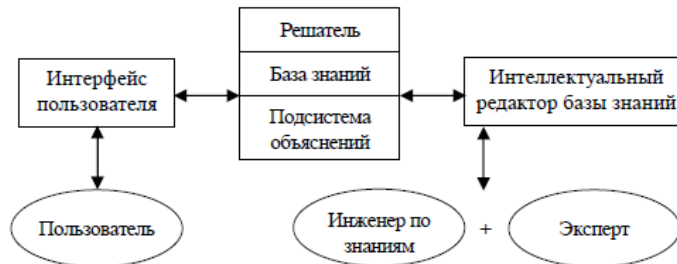 Решатель
База знаний
Подсистема
объяснений
Интерфейс
пользователя
Интеллектуальный
редактор базы знаний
Пользователь
Инженер по
знаниям
+
Эксперт